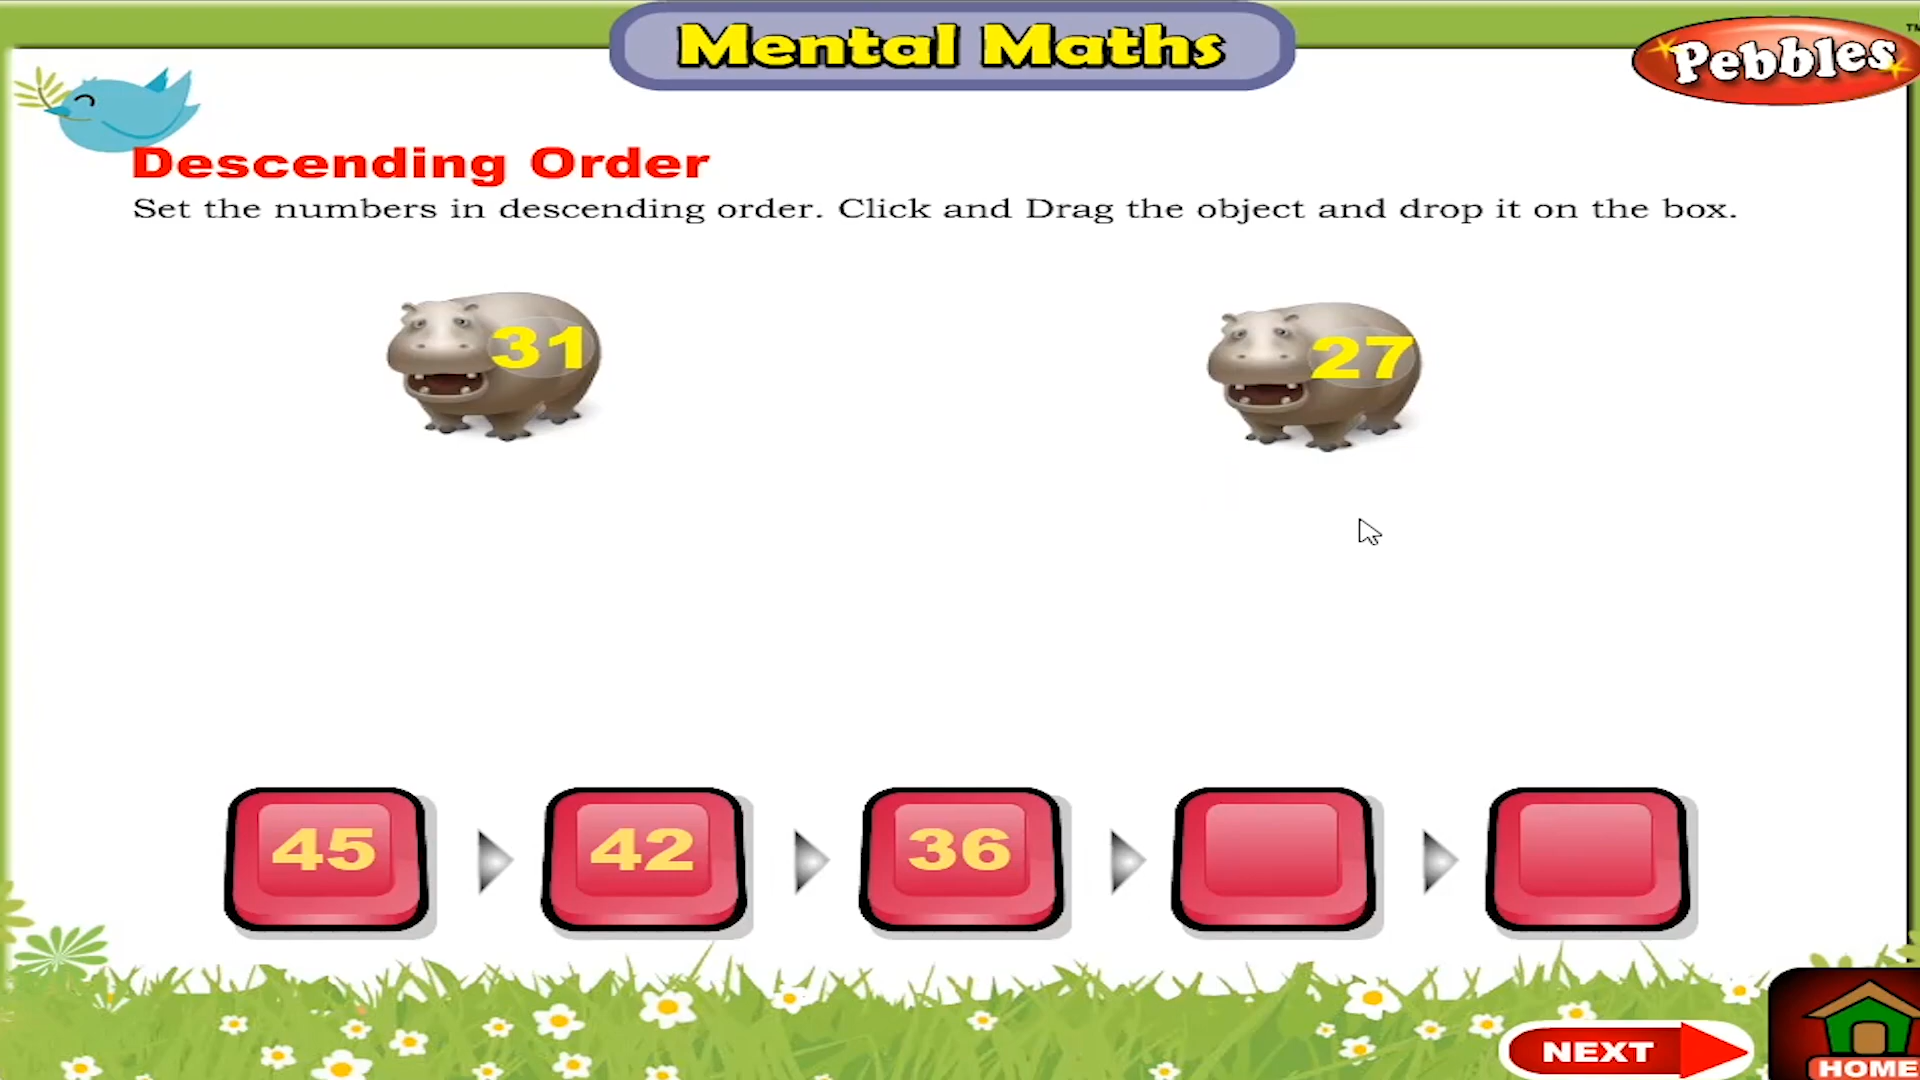 Mental Maths
Pebbles™
Descending Order
Set the numbers in descending order. Click and Drag the object and drop it on the box.
31
27
45 42 36
NEXT
HOME